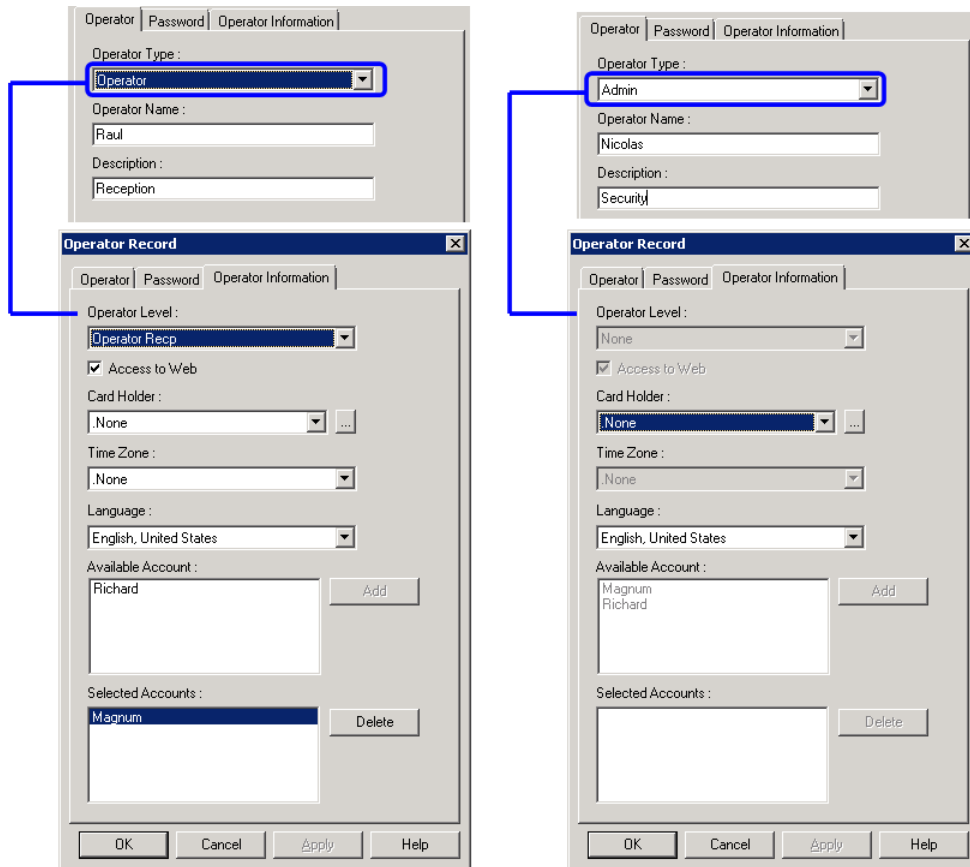 Operator Password Operator Information
Operator Type :
Operator
Operator Name :
Raul
Description :
Reception
Operator Record
Operator Password Operator Information
Operator Level :
Operator Recp
Access to Web
Card Holder :
.None
...
Time Zone :
.None
Language :
English, United States
Available Account :
Richard
Add
Selected Accounts :
Magnum
Delete
OK Cancel Apply Help
Operator Password Operator Information
Operator Type :
Admin
Operator Name :
Nicolas
Description :
Security
Operator Record
Operator Password Operator Information
Operator Level :
None
Access to Web
Card Holder :
.None
...
Time Zone :
.None
Language :
English, United States
Available Account :
Magnum
Richard
Add
Selected Accounts :
Delete
OK Cancel Apply Help